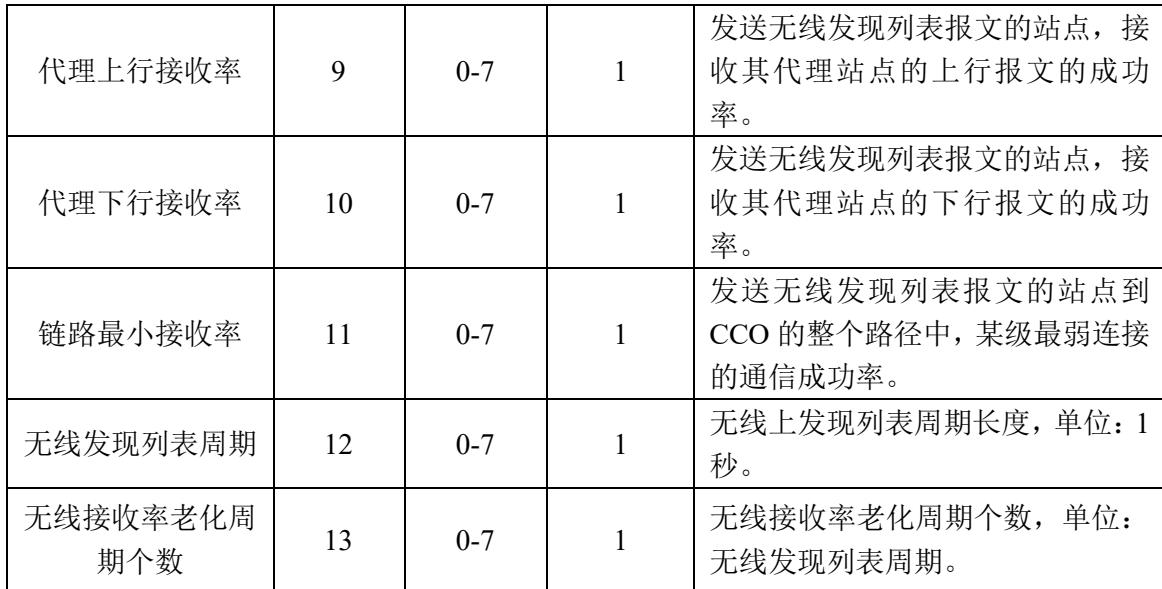 代理上行接收率 9 0-7 1 发送无线发现列表报文的站点，接
收其代理站点的上行报文的成功
率。
代理下行接收率 10 0-7 1 发送无线发现列表报文的站点，接
收其代理站点的下行报文的成功
率。
链路最小接收率 11 0-7 1 发送无线发现列表报文的站点到
CCO 的整个路径中，某级最弱连接
的通信成功率。
无线发现列表周期 12 0-7 1 无线上发现列表周期长度，单位：1
秒。
无线接收率老化周
期个数 13 0-7 1 无线接收率老化周期个数，单位：
无线发现列表周期。